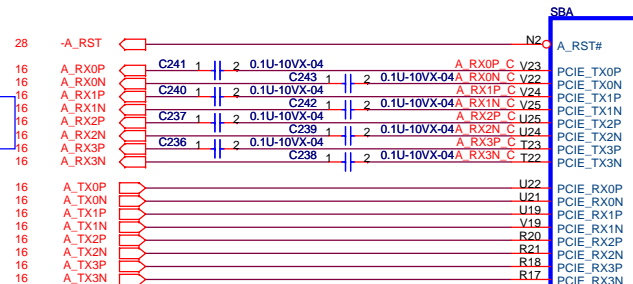 SBA
28 -A_RST N2 A_RST#
16 A_RX0P C241 1 2 0.1U-10VX-04 A_RX0P_C V23 PCIE_TX0P
16 A_RX0N C243 1 2 0.1U-10VX-04 A_RX0N_C V22 PCIE_TX0N
16 A_RX1P C240 1 2 0.1U-10VX-04 A_RX1P_C V24 PCIE_TX1P
16 A_RX1N C242 1 2 0.1U-10VX-04 A_RX1N_C V25 PCIE_TX1N
16 A_RX2P C237 1 2 0.1U-10VX-04 A_RX2P_C U25 PCIE_TX2P
16 A_RX2N C239 1 2 0.1U-10VX-04 A_RX2N_C U24 PCIE_TX2N
16 A_RX3P C236 1 2 0.1U-10VX-04 A_RX3P_C T23 PCIE_TX3P
16 A_RX3N C238 1 2 0.1U-10VX-04 A_RX3N_C T22 PCIE_TX3N
16 A_TX0P U22 PCIE_RX0P
16 A_TX0N U21 PCIE_RX0N
16 A_TX1P U19 PCIE_RX1P
16 A_TX1N V19 PCIE_RX1N
16 A_TX2P R20 PCIE_RX2P
16 A_TX2N R21 PCIE_RX2N
16 A_TX3P R18 PCIE_RX3P
16 A_TX3N R17 PCIE_RX3N